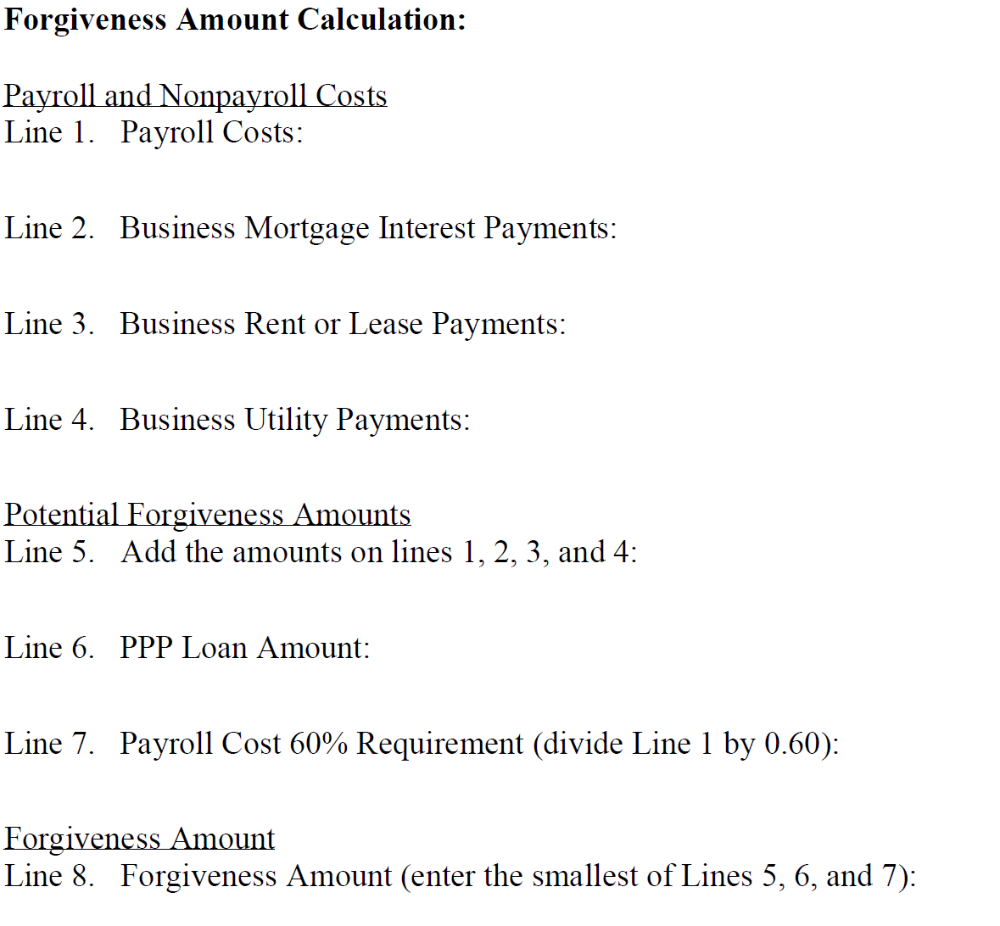 Forgiveness Amount Calculation:
Payroll and Nonpayroll Costs
Line 1. Payroll Costs:
Line 2. Business Mortgage Interest Payments:
Line 3. Business Rent or Lease Payments:
Line 4. Business Utility Payments:
Potential Forgiveness Amounts
Line 5. Add the amounts on lines 1, 2, 3, and 4:
Line 6. PPP Loan Amount:
Line 7. Payroll Cost 60% Requirement (divide Line 1 by 0.60):
Forgiveness Amount
Line 8. Forgiveness Amount (enter the smallest of Lines 5, 6, and 7):